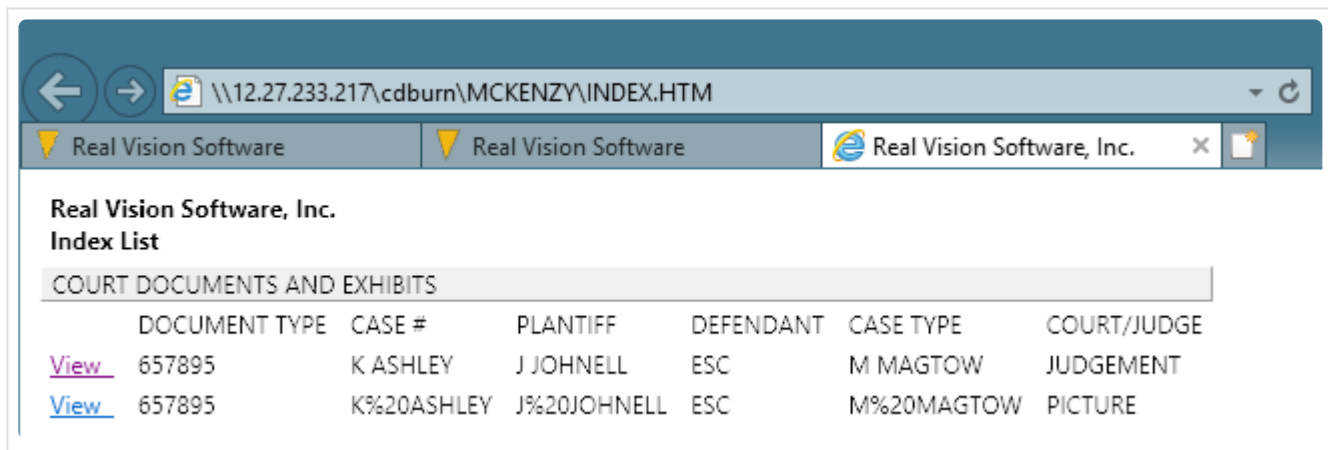 \\12.27.233.217\cdburn\MCKENZY\INDEX.HTM
Real Vision Software Real Vision Software Real Vision Software, Inc.
Real Vision Software, Inc.
Index List
COURT DOCUMENTS AND EXHIBITS
DOCUMENT TYPE CASE # PLANTIFF DEFENDANT CASE TYPE COURT/JUDGE
View 657895 K ASHLEY J JOHNELL ESC M MAGTOW JUDGEMENT
View 657895 K%20ASHLEY J%20JOHNELL ESC M%20MAGTOW PICTURE